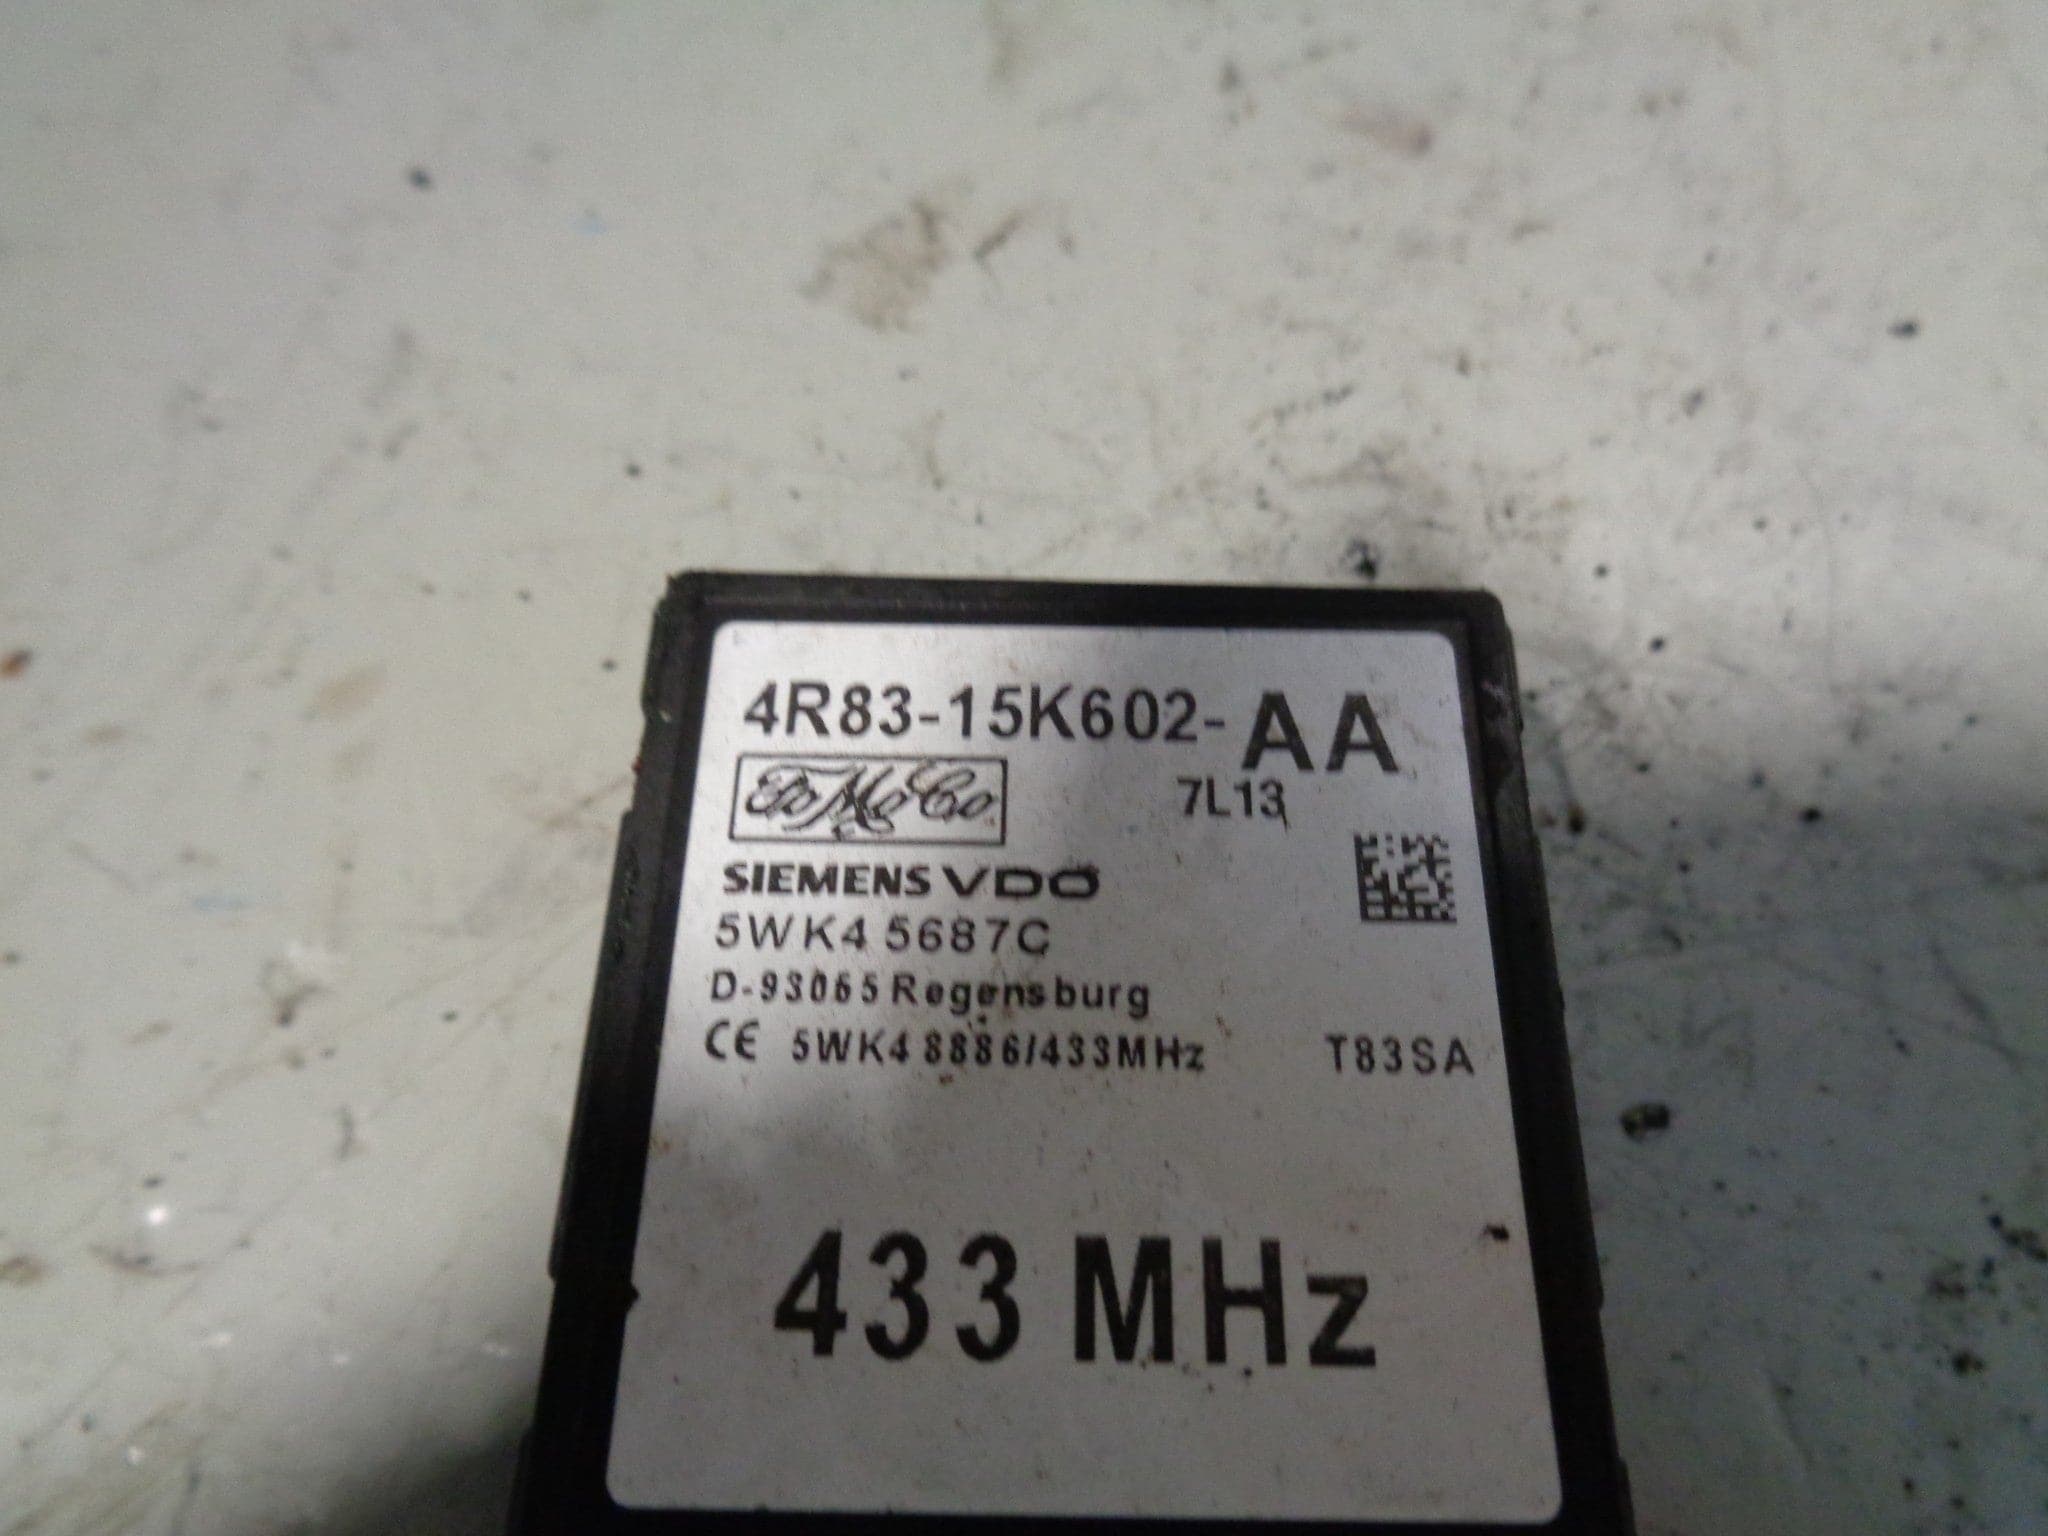 4R83-15K602-AA
FoMoCo 7L13
SIEMENS VDO
5WK4 5687C
D-93055 Regensburg
CE 5WK4 8886/433MHz T83SA
433 MHz